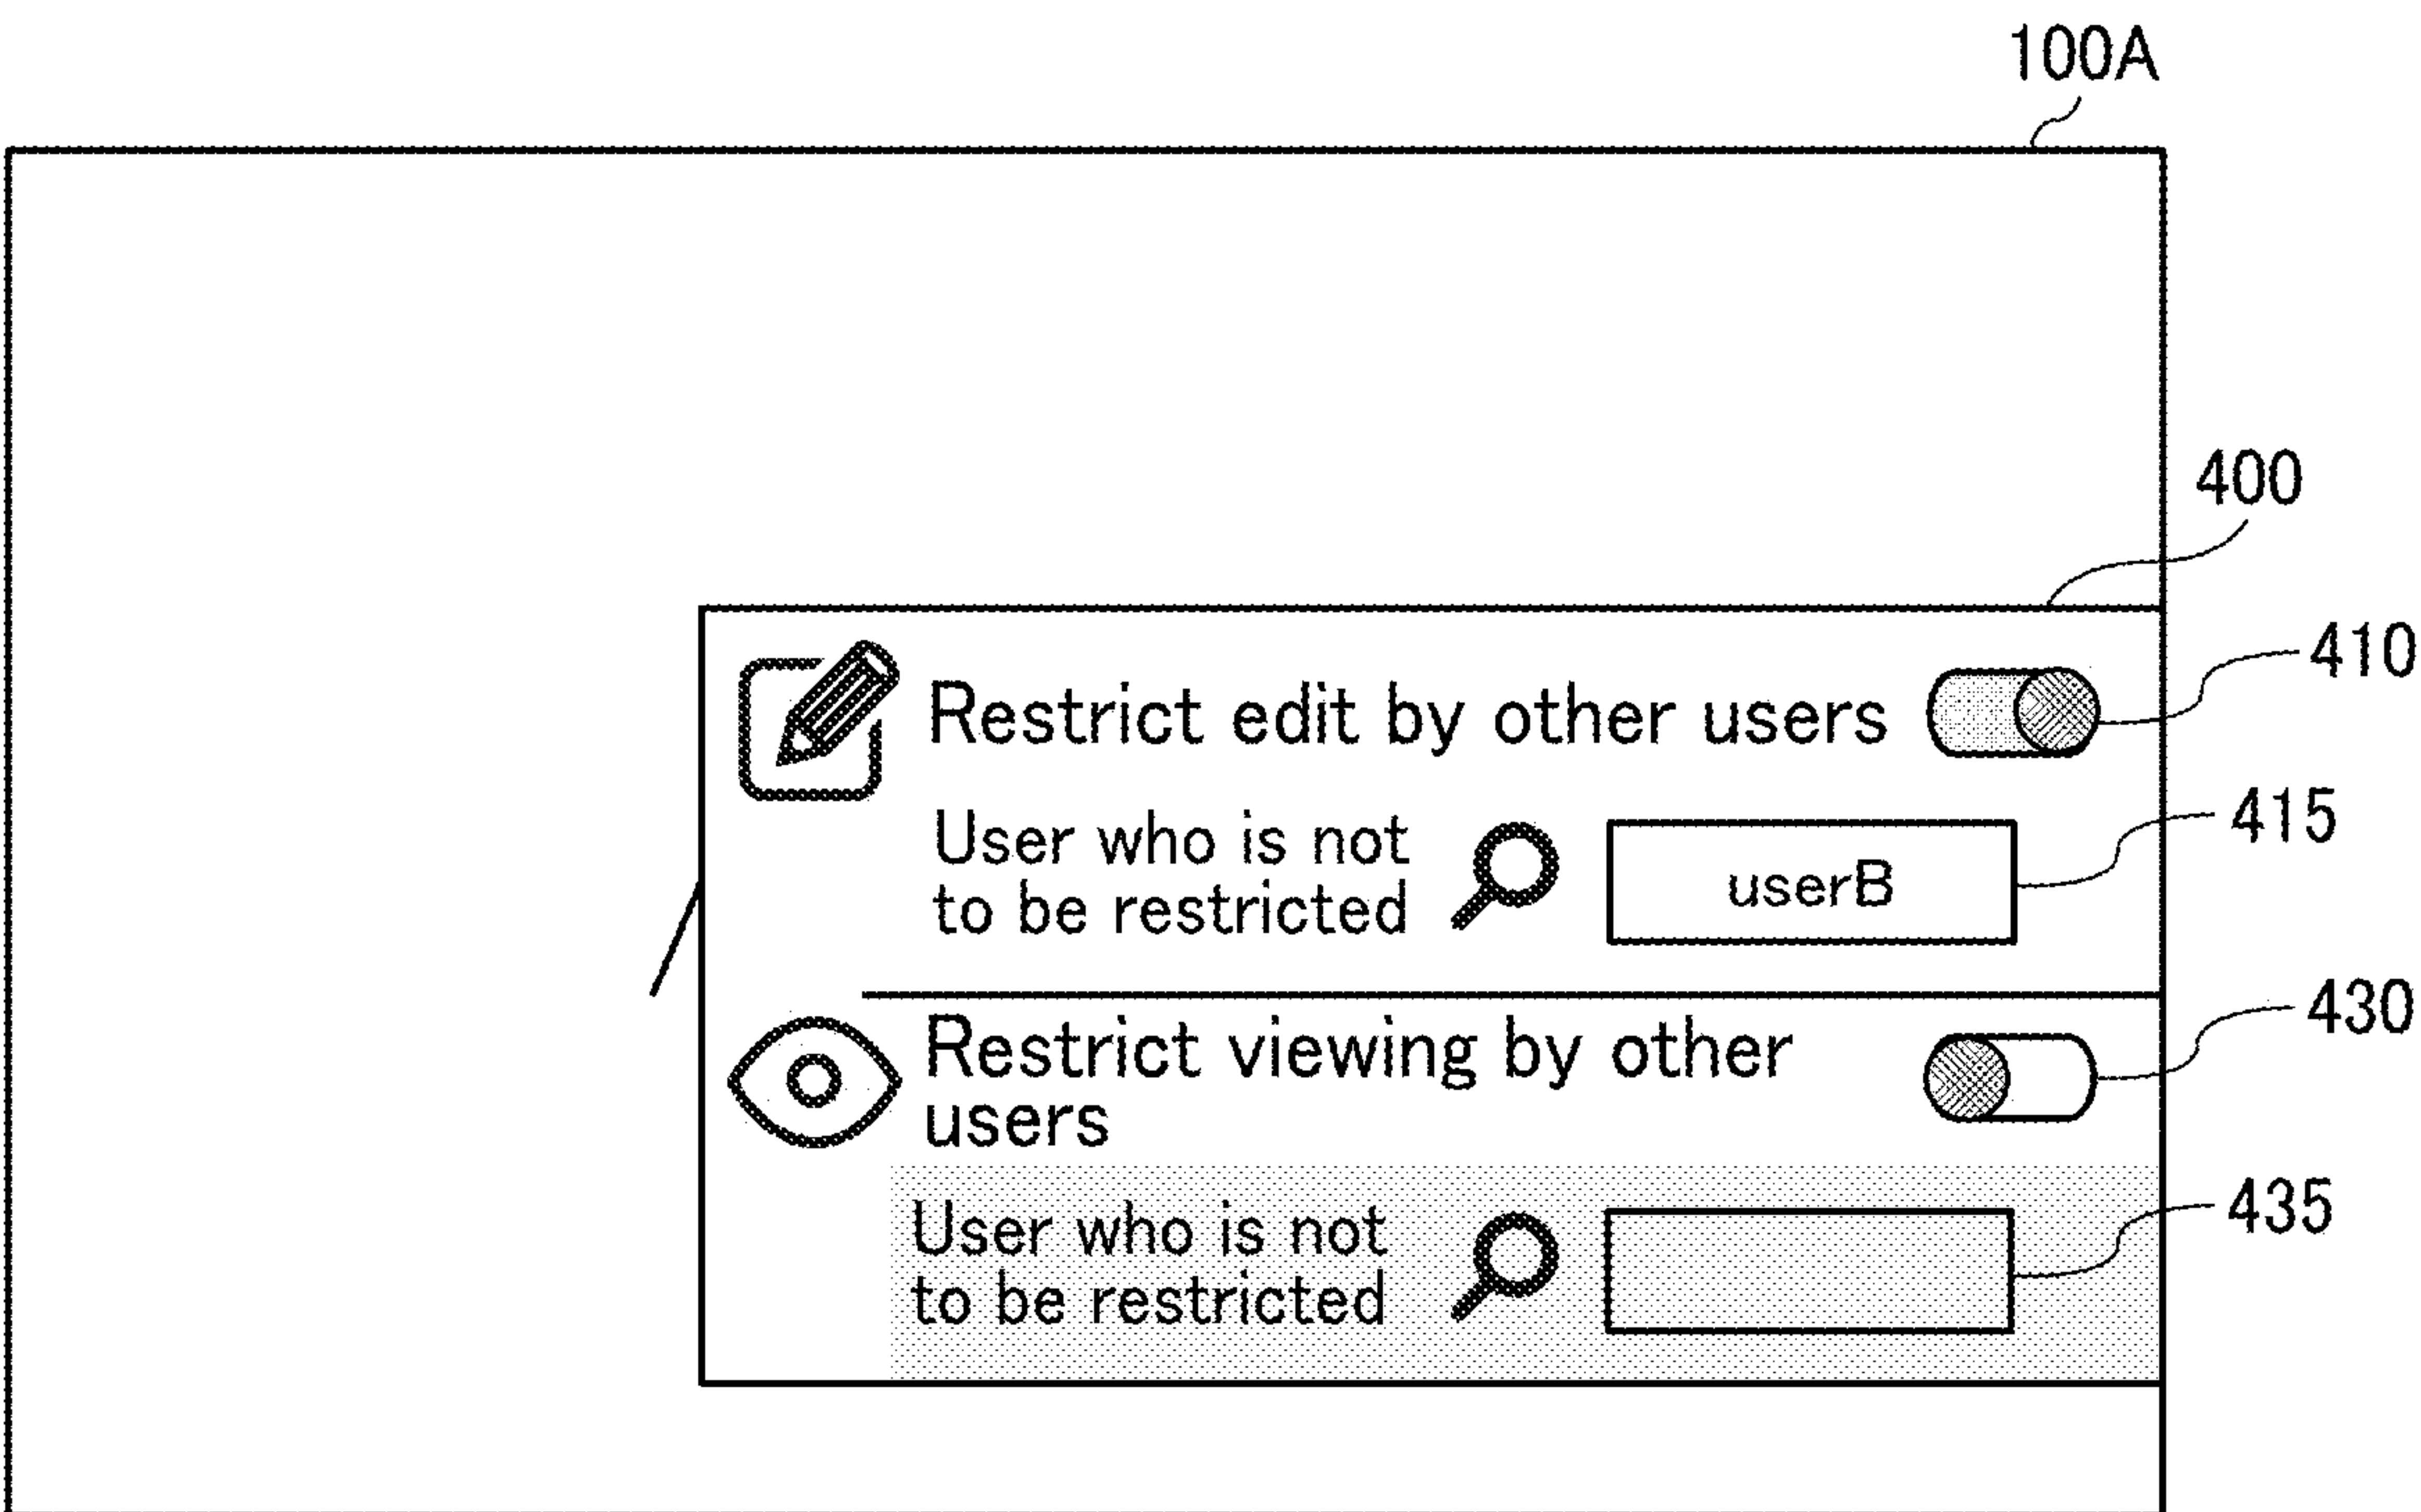 100A
400
410
Restrict edit by other users
415
User who is not
to be restricted
userB
430
Restrict viewing by other
users
435
User who is not
to be restricted